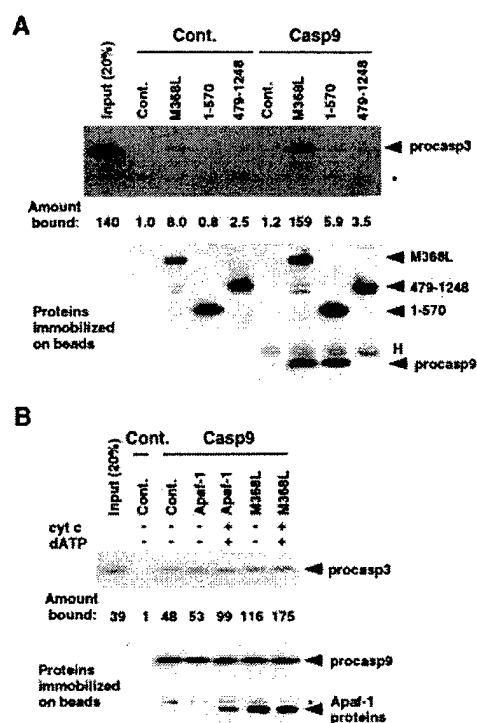 A
Cont. Casp9
Input (20%) Cont. M368L 1-570 479-1248 Cont. M368L 1-570 479-1248
procasp3
*
Amount bound: 140 1.0 8.0 0.8 2.5 1.2 159 5.9 3.5
M368L
479-1248
1-570
Proteins immobilized on beads
H
procasp9
B
Cont. Casp9
Input (20%) Cont. Cont. Apaf-1 Apaf-1 M368L M368L
cyt c - - - + - +
dATP - - - + - +
procasp3
Amount bound: 39 1 48 53 99 116 175
procasp9
Proteins immobilized on beads
Apaf-1 proteins